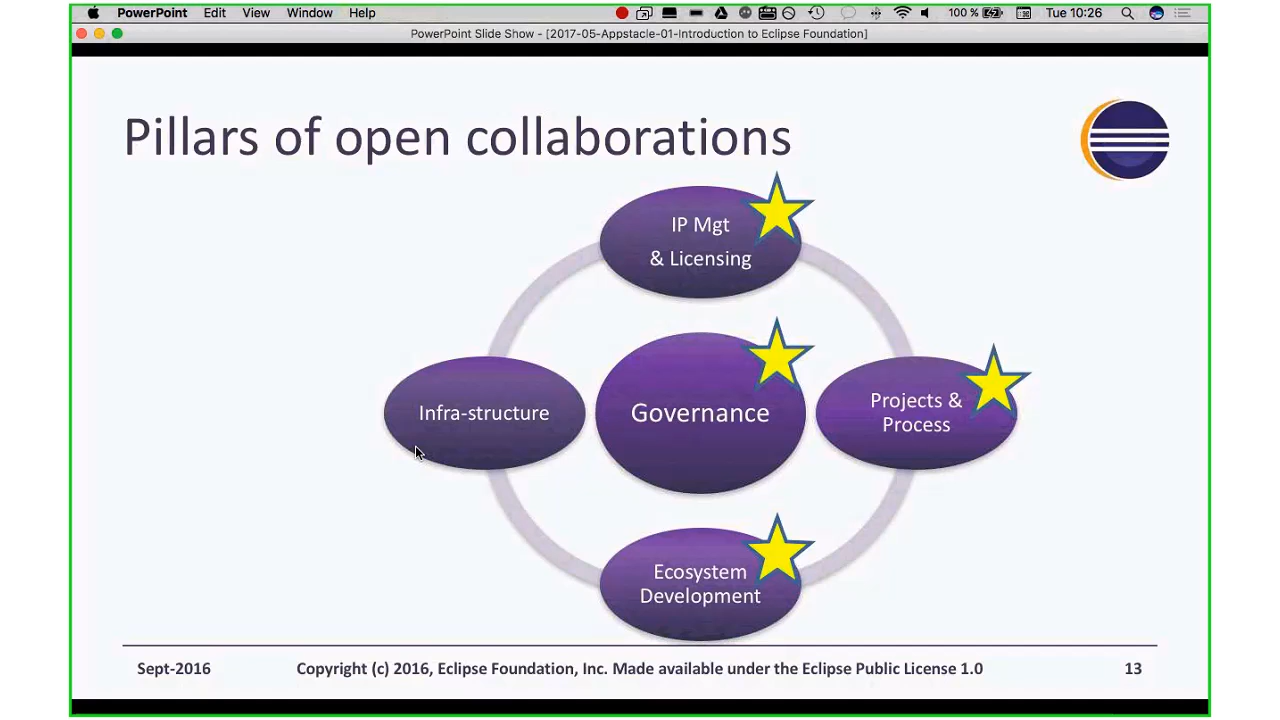 PowerPoint Edit View Window Help 100 % Tue 10:26
PowerPoint Slide Show - [2017-05-Appstacle-01-Introduction to Eclipse Foundation]
Pillars of open collaborations
IP Mgt
& Licensing
Infra-structure
Governance
Projects &
Process
Ecosystem
Development
Sept-2016 Copyright (c) 2016, Eclipse Foundation, Inc. Made available under the Eclipse Public License 1.0 13